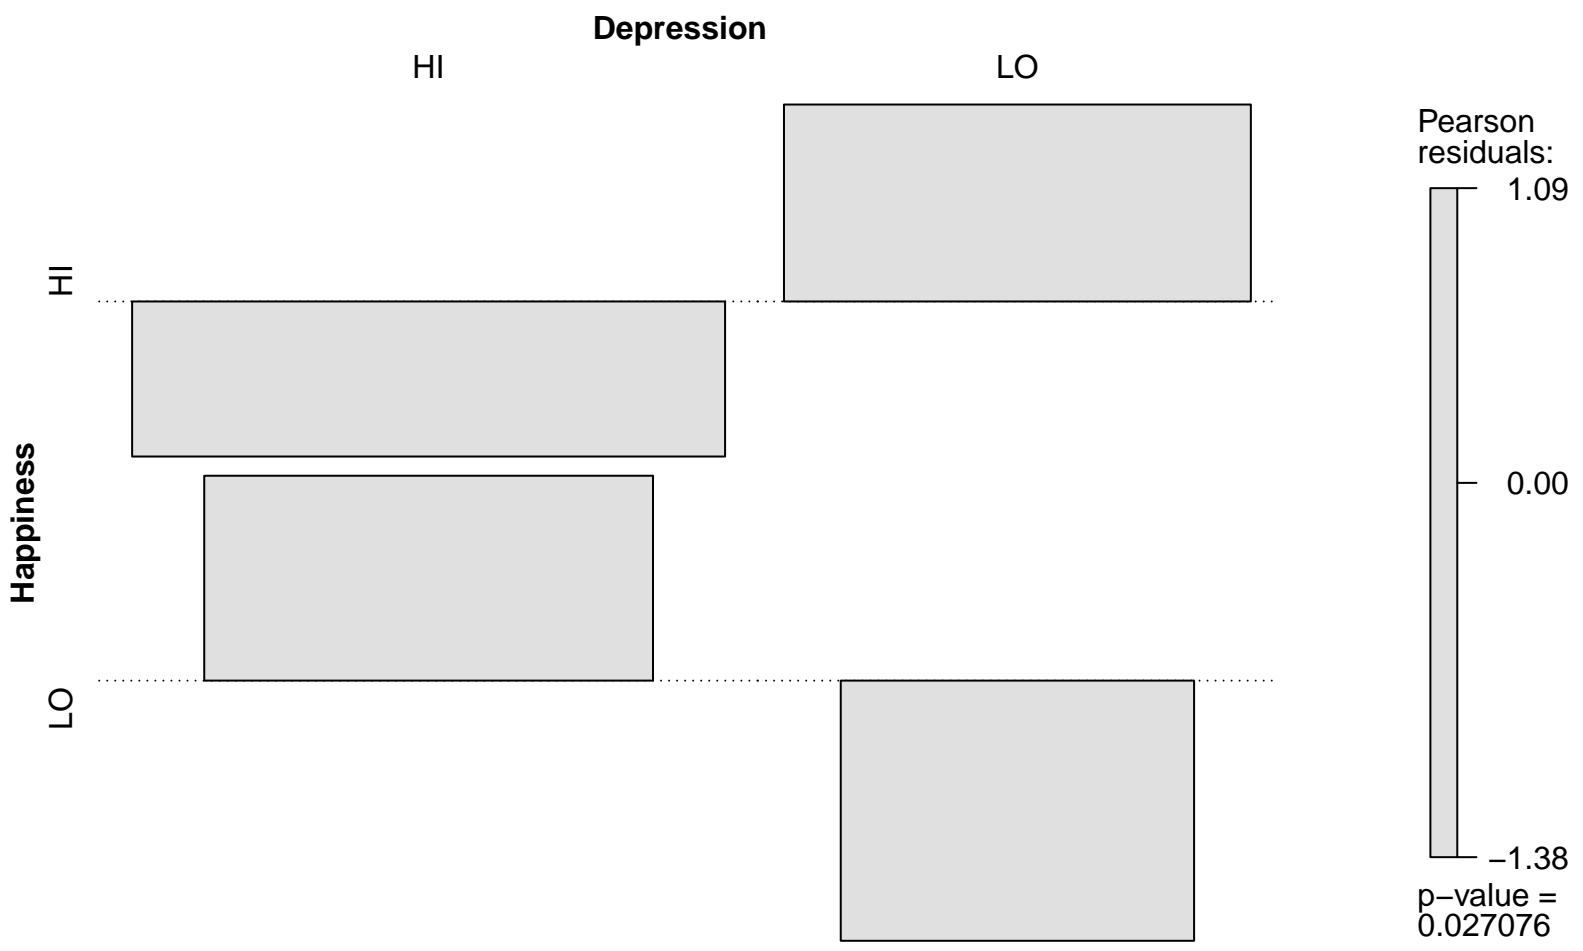 Depression
HI
LO
HI
Happiness
LO
Pearson
residuals:
1.09
0.00
−1.38
p−value =
0.027076